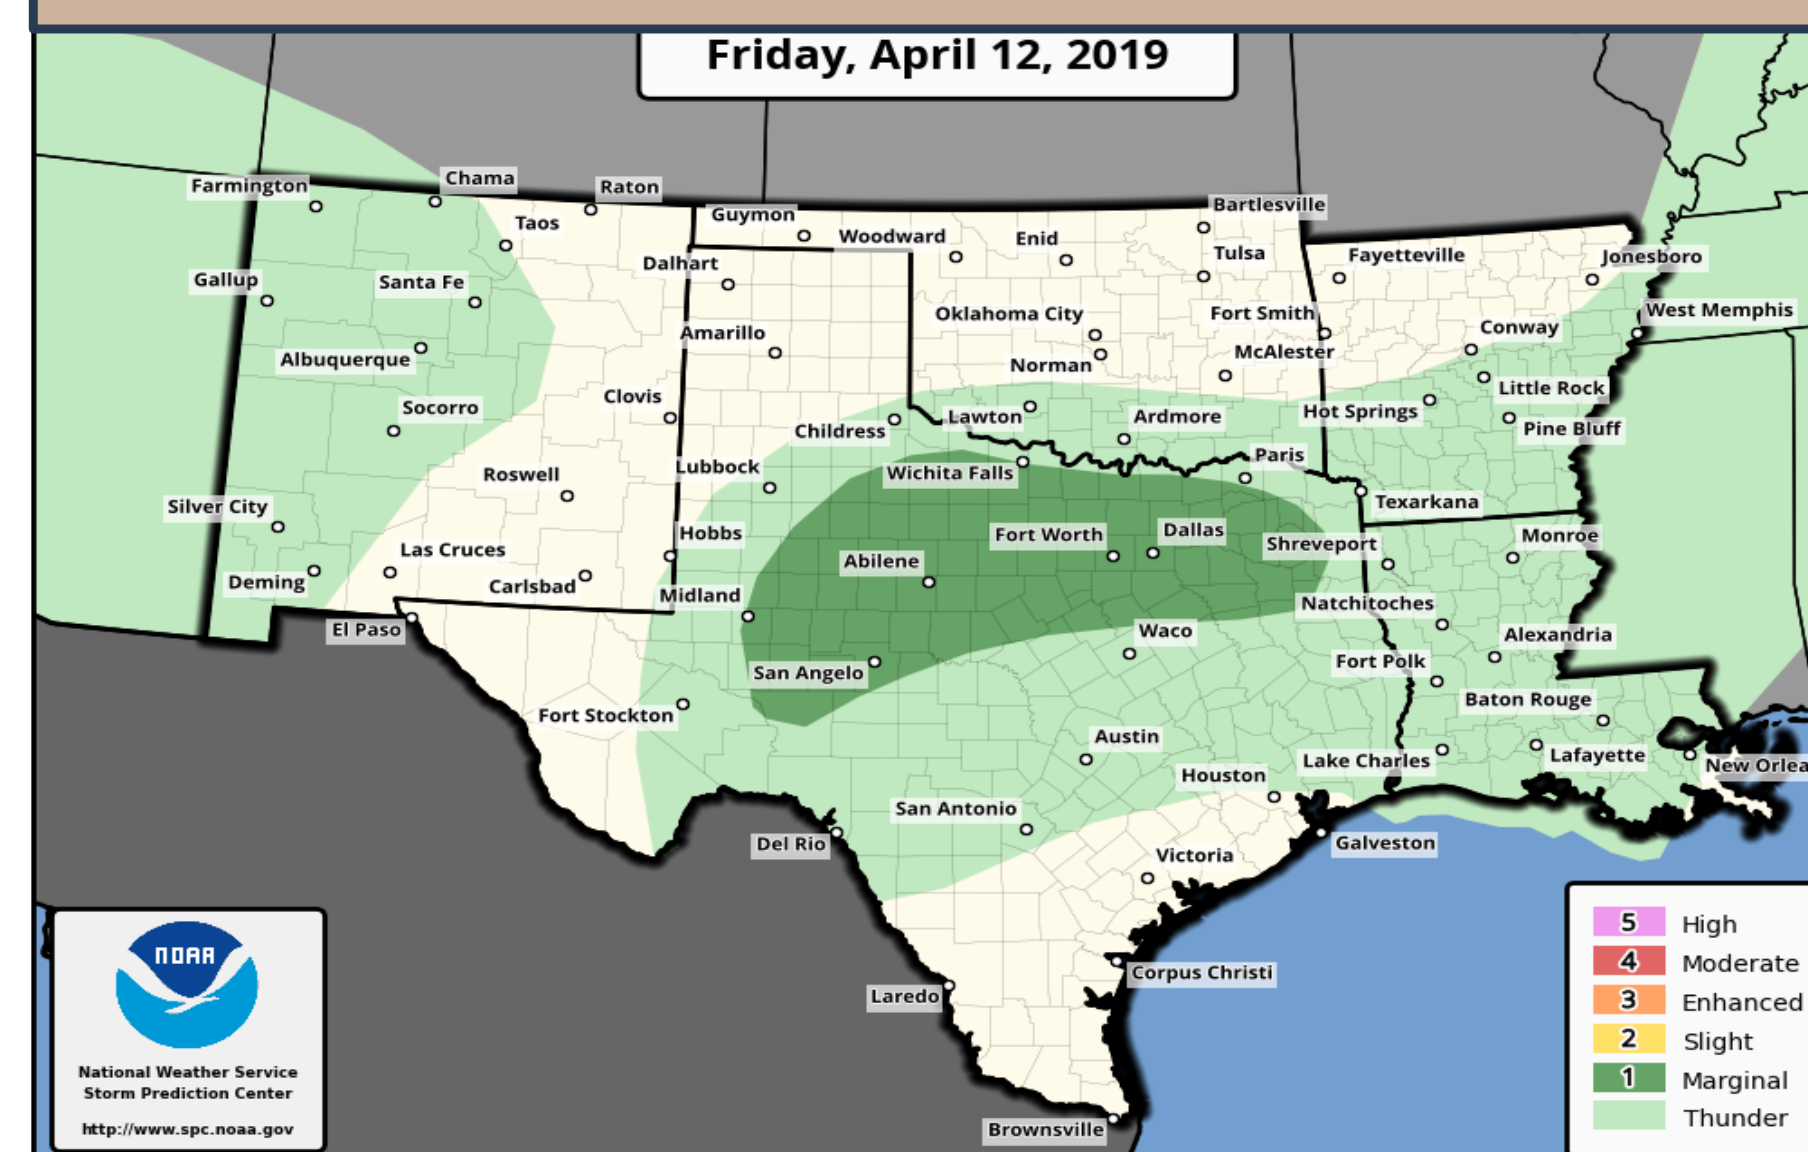 Friday, April 12, 2019
Farmington
Chama
Raton
Taos
Guymon
Woodward
Enid
Bartlesville
Tulsa
Fayetteville
Jonesboro
Gallup
Santa Fe
Dalhart
Oklahoma City
Fort Smith
West Memphis
Albuquerque
Amarillo
Norman
McAlester
Conway
Socorro
Clovis
Childress
Lawton
Ardmore
Hot Springs
Little Rock
Pine Bluff
Roswell
Lubbock
Wichita Falls
Paris
Texarkana
Silver City
Las Cruces
Hobbs
Fort Worth
Dallas
Shreveport
Monroe
Deming
Carlsbad
Midland
Abilene
Natchitoches
El Paso
San Angelo
Waco
Fort Polk
Alexandria
Fort Stockton
Baton Rouge
Austin
Houston
Lake Charles
Lafayette
New Orlea
Del Rio
San Antonio
Victoria
Galveston
Laredo
Corpus Christi
Brownsville
NOAA
National Weather Service
Storm Prediction Center
http://www.spc.noaa.gov
5 High
4 Moderate
3 Enhanced
2 Slight
1 Marginal
Thunder